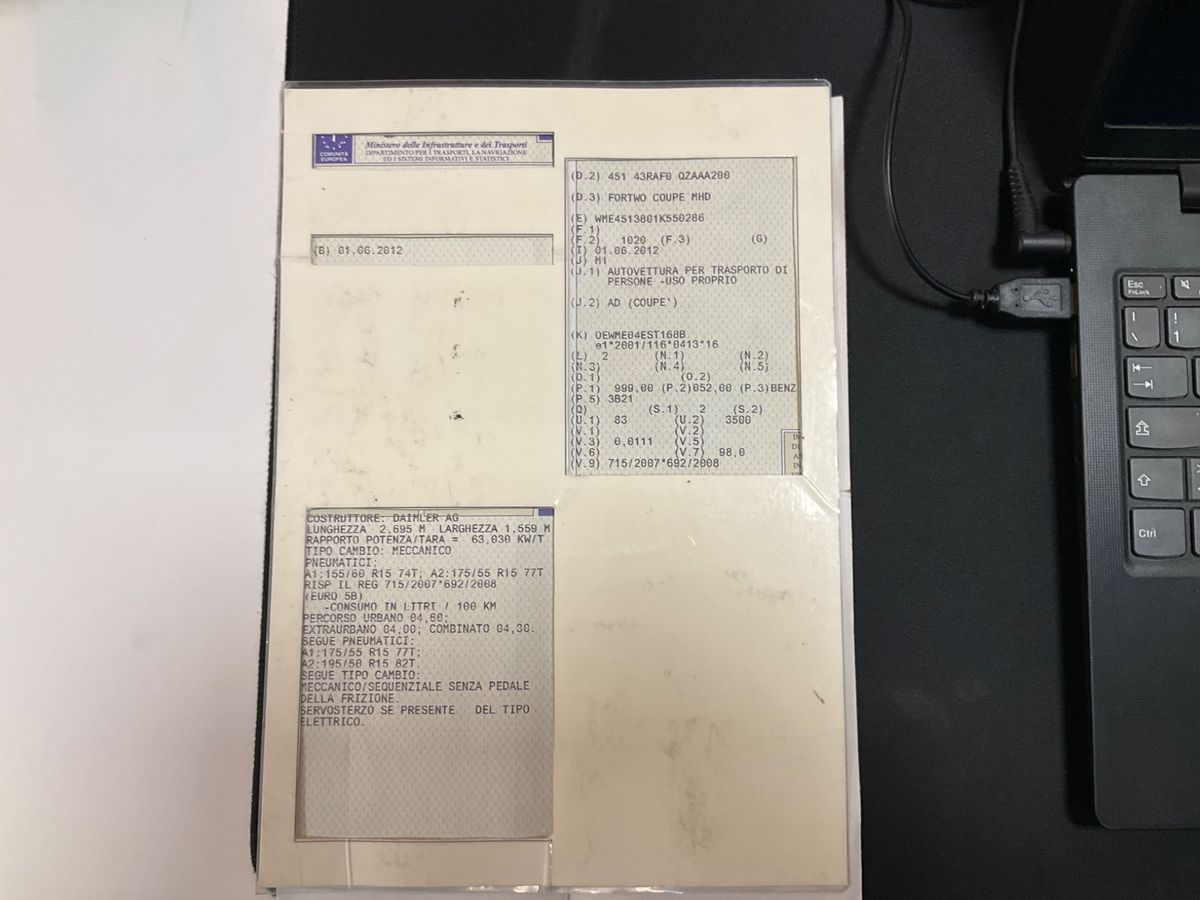 COMUNITÀ
EUROPEA
Ministero delle Infrastrutture e dei Trasporti
DIPARTIMENTO PER I TRASPORTI, LA NAVIGAZIONE
ED I SISTEMI INFORMATIVI E STATISTICI
(B) 01.06.2012
(D.2) 451 43RAF0 QZAAA200
(D.3) FORTWO COUPE MHD
(E) WME4513801K550286
(F.1)
(F.2) 1020 (F.3) (G)
(I) 01.06.2012
(J) M1
(J.1) AUTOVETTURA PER TRASPORTO DI
PERSONE -USO PROPRIO
(J.2) AD (COUPE')
(K) OEWME04EST168B
e1*2001/116*0413*16
(L) 2 (N.1) (N.2)
(N.3) (N.4) (N.5)
(O.1) (O.2)
(P.1) 999,00 (P.2)052,00 (P.3)BENZ
(P.5) 3B21
(Q) (S.1) 2 (S.2)
(U.1) 83 (U.2) 3500
(V.1) (V.2)
(V.3) 0,0111 (V.5)
(V.6) (V.7) 98,0
(V.9) 715/2007*692/2008
COSTRUTTORE: DAIMLER AG
LUNGHEZZA 2,695 M LARGHEZZA 1,559 M
RAPPORTO POTENZA/TARA = 63,030 KW/T
TIPO CAMBIO: MECCANICO
PNEUMATICI:
A1:155/60 R15 74T; A2:175/55 R15 77T
RISP IL REG 715/2007*692/2008
(EURO 5B)
-CONSUMO IN LITRI / 100 KM
PERCORSO URBANO 04,60;
EXTRAURBANO 04,00; COMBINATO 04,30.
SEGUE PNEUMATICI:
A1:175/55 R15 77T;
A2:195/50 R15 82T.
SEGUE TIPO CAMBIO:
MECCANICO/SEQUENZIALE SENZA PEDALE
DELLA FRIZIONE.
SERVOSTERZO SE PRESENTE DEL TIPO
ELETTRICO.
Esc
FnLock
!
1
Ctrl